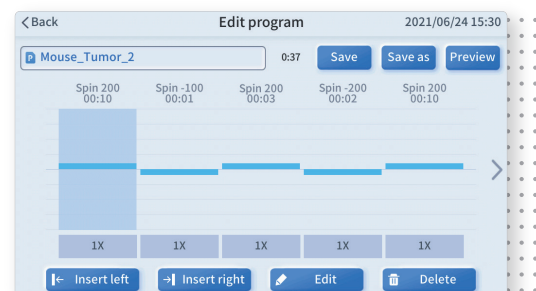 Back Edit program 2021/06/24 15:30
P Mouse_Tumor_2 0:37 Save Save as Preview
Spin 200 Spin -100 Spin 200 Spin -200 Spin 200
00:10 00:01 00:03 00:02 00:10
1X 1X 1X 1X 1X
Insert left Insert right Edit Delete